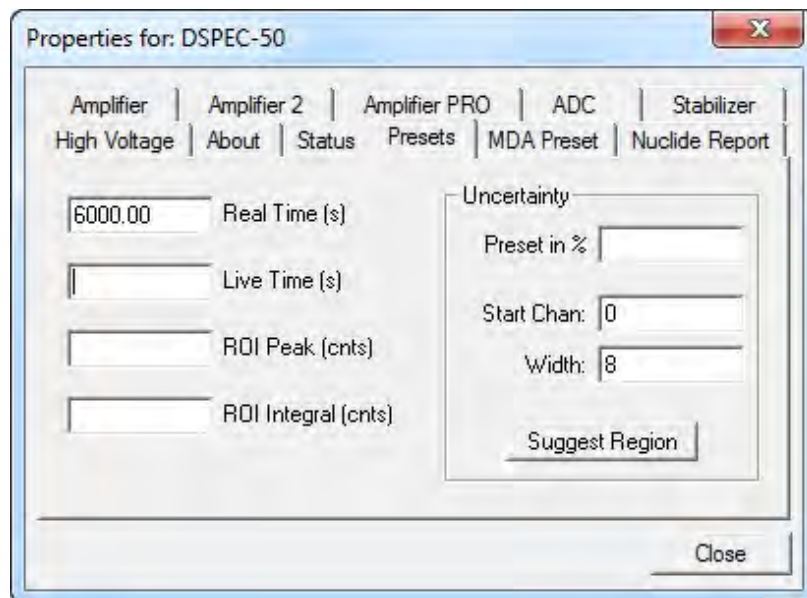 Properties for: DSPEC-50
Amplifier Amplifier 2 Amplifier PRO ADC Stabilizer
High Voltage About Status Presets MDA Preset Nuclide Report
6000.00 Real Time (s)
Live Time (s)
ROI Peak (cnts)
ROI Integral (cnts)
Uncertainty
Preset in %
Start Chan: 0
Width: 8
Suggest Region
Close